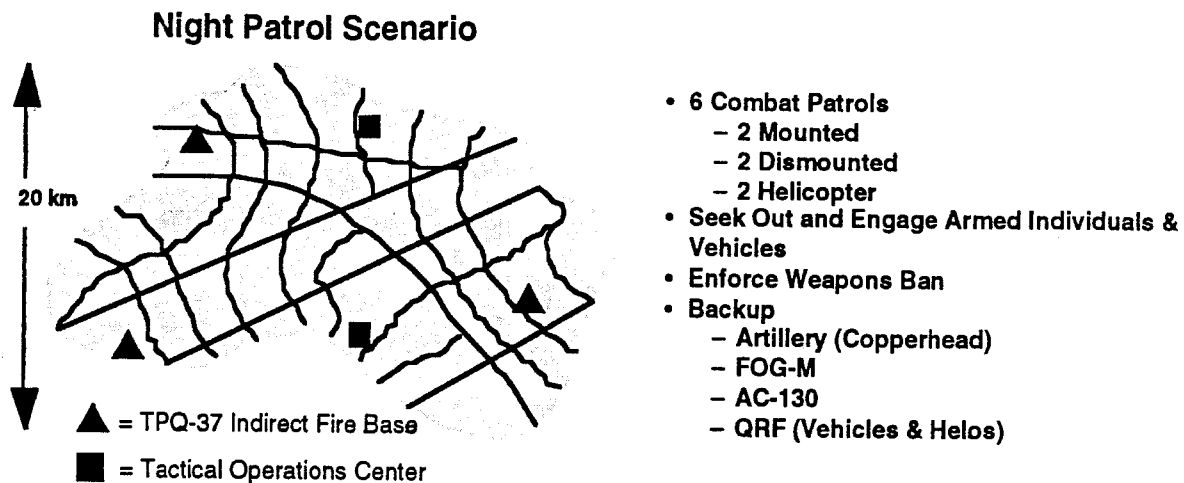 Night Patrol Scenario
20 km
▲ = TPQ-37 Indirect Fire Base
■ = Tactical Operations Center
• 6 Combat Patrols
– 2 Mounted
– 2 Dismounted
– 2 Helicopter
• Seek Out and Engage Armed Individuals &
Vehicles
• Enforce Weapons Ban
• Backup
– Artillery (Copperhead)
– FOG-M
– AC-130
– QRF (Vehicles & Helos)